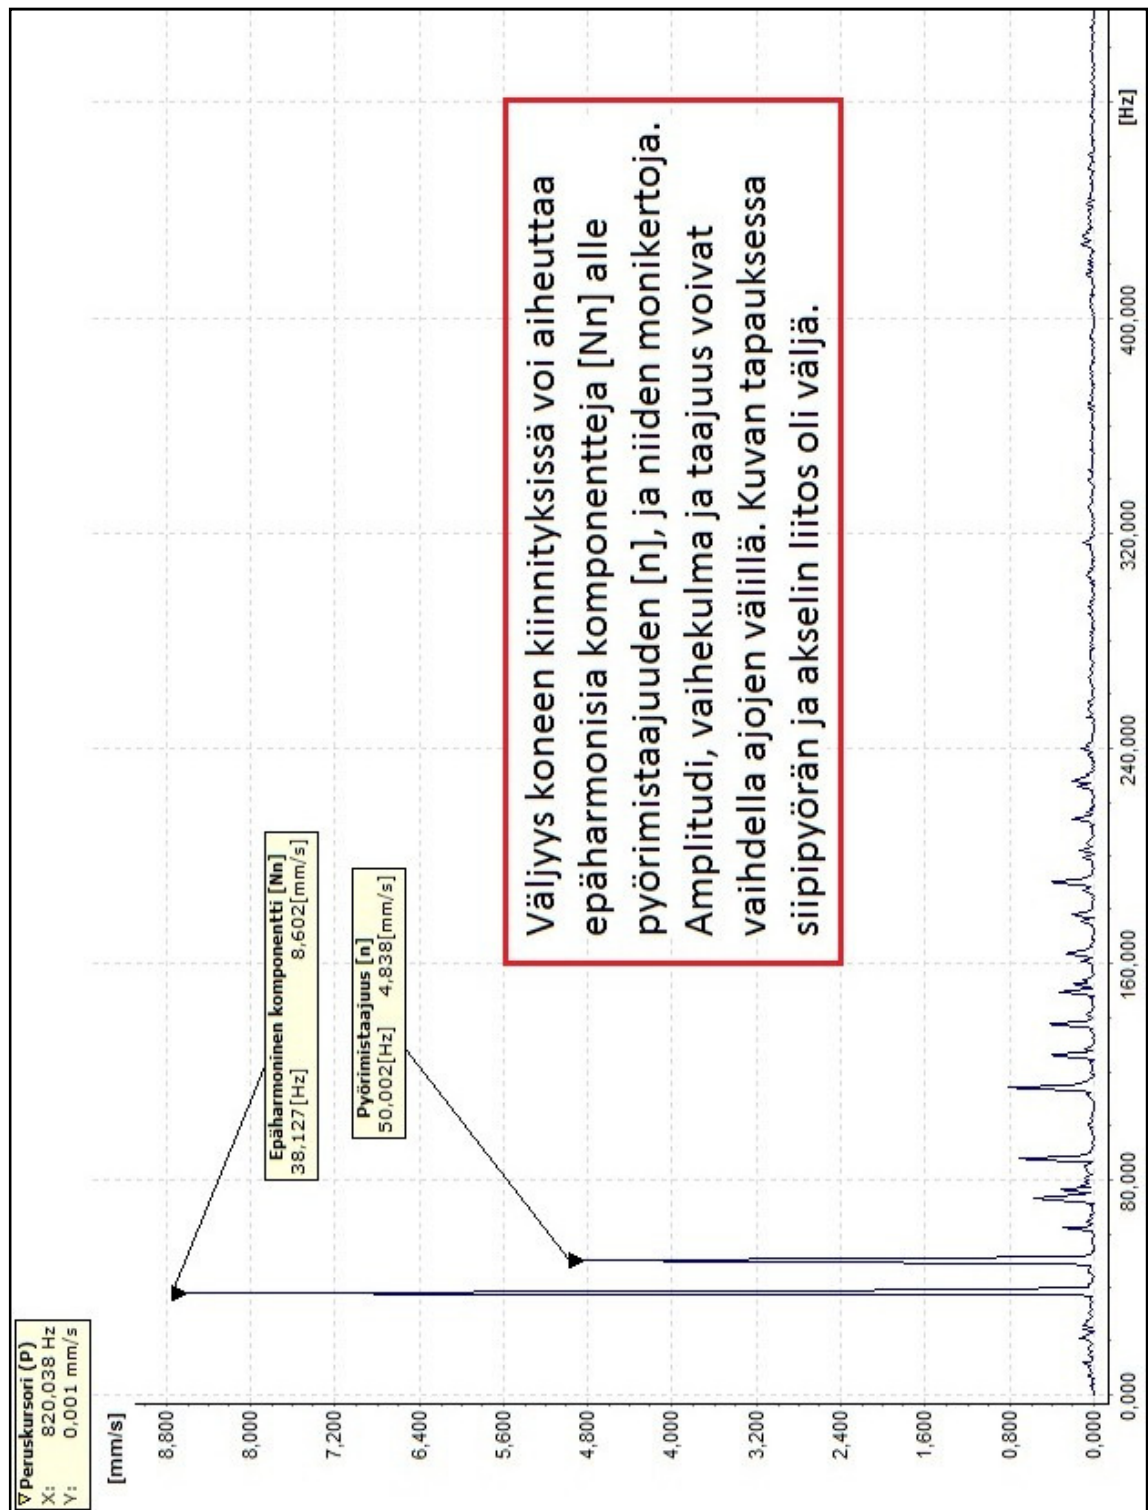 ▽Peruskursori (P)
X: 820,038 Hz
Y: 0,001 mm/s
[mm/s]
8,800
8,000
7,200
6,400
5,600
4,800
4,000
3,200
2,400
1,600
0,800
0,000
Epäharmoninen komponentti [Nn]
38,127[Hz] 8,602[mm/s]
Pyörimistaajuus [n]
50,002[Hz] 4,838[mm/s]
Väljyys koneen kiinnityksissä voi aiheuttaa
epäharmonisia komponentteja [Nn] alle
pyörimistaajuuden [n], ja niiden monikertoja.
Amplitudi, vaihekulma ja taajuus voivat
vaihdella ajojen välillä. Kuvan tapauksessa
siipipyörän ja akselin liitos oli väljä.
0,000 80,000 160,000 240,000 320,000 400,000 [Hz]